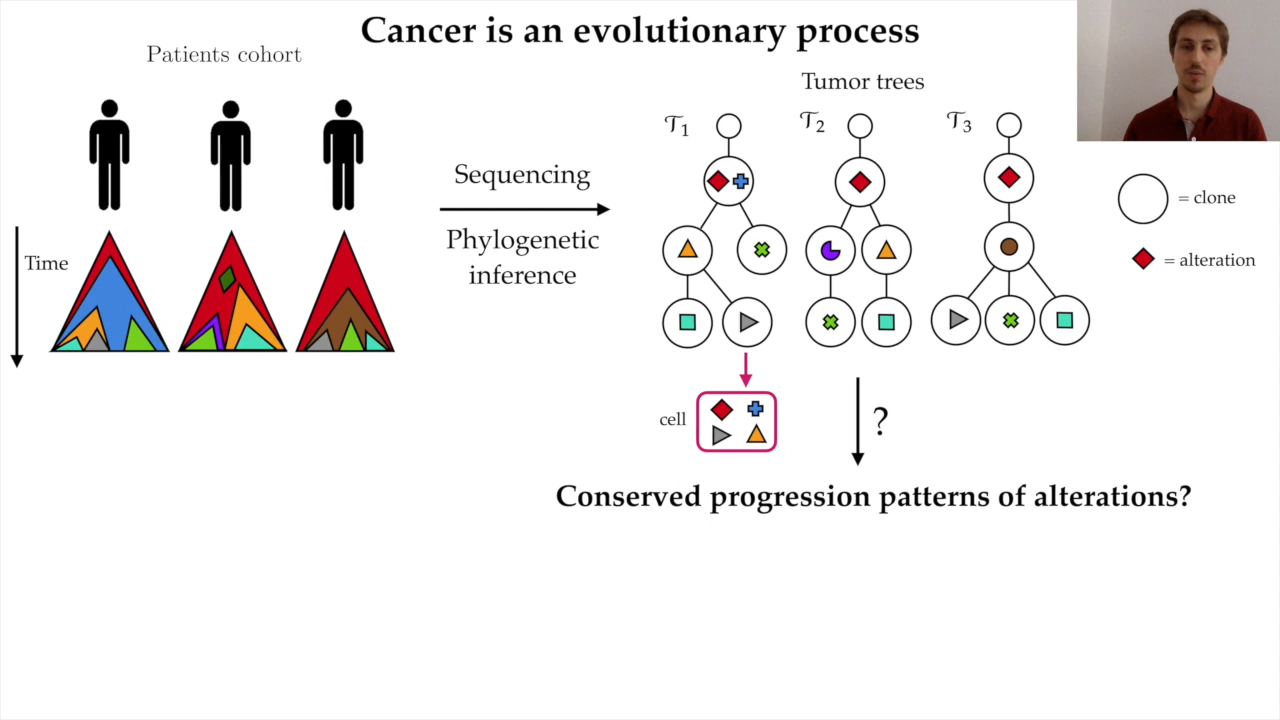 Cancer is an evolutionary process
Patients cohort
Time
Sequencing
Phylogenetic
inference
Tumor trees
𝒯1
𝒯2
𝒯3
= clone
= alteration
cell
?
Conserved progression patterns of alterations?